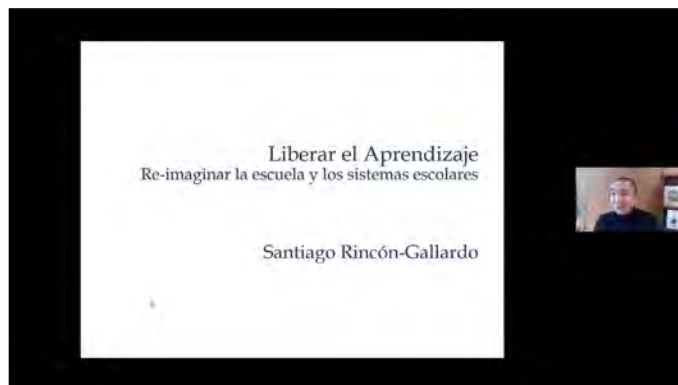 Liberar el Aprendizaje
Re-imaginar la escuela y los sistemas escolares
Santiago Rincón-Gallardo